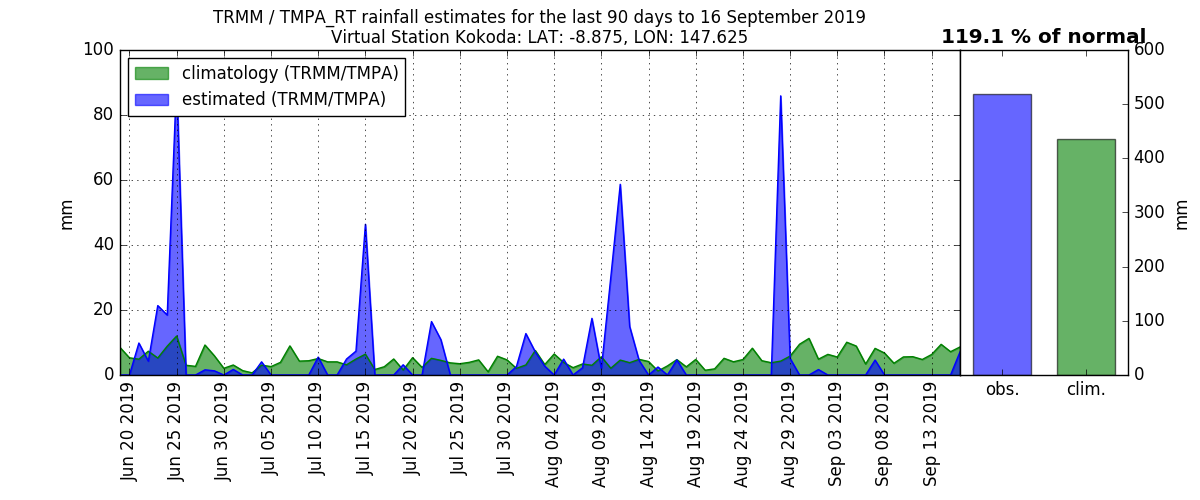 TRMM / TMPA_RT rainfall estimates for the last 90 days to 16 September 2019
Virtual Station Kokoda: LAT: -8.875, LON: 147.625
119.1 % of normal
climatology (TRMM/TMPA)
estimated (TRMM/TMPA)
mm
100
80
60
40
20
0
Jun 20 2019
Jun 25 2019
Jun 30 2019
Jul 05 2019
Jul 10 2019
Jul 15 2019
Jul 20 2019
Jul 25 2019
Jul 30 2019
Aug 04 2019
Aug 09 2019
Aug 14 2019
Aug 19 2019
Aug 24 2019
Aug 29 2019
Sep 03 2019
Sep 08 2019
Sep 13 2019
600
500
400
300
200
100
0
mm
obs.
clim.